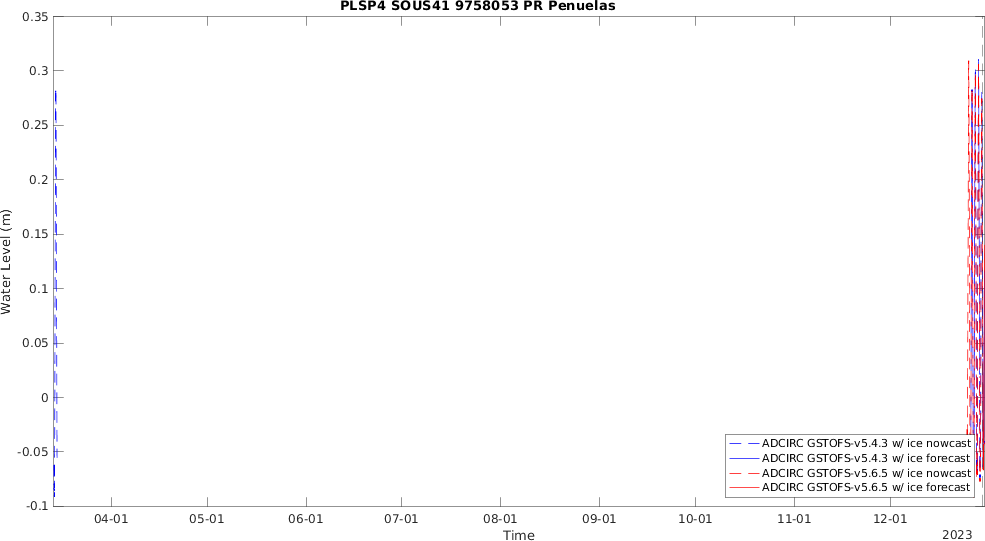 PLSP4 SOUS41 9758053 PR Penuelas
0.35
0.3
0.25
0.2
0.15
0.1
0.05
0
-0.05
-0.1
Water Level (m)
04-01 05-01 06-01 07-01 08-01 09-01 10-01 11-01 12-01
2023
Time
ADCIRC GSTOFS-v5.4.3 w/ ice nowcast
ADCIRC GSTOFS-v5.4.3 w/ ice forecast
ADCIRC GSTOFS-v5.6.5 w/ ice nowcast
ADCIRC GSTOFS-v5.6.5 w/ ice forecast